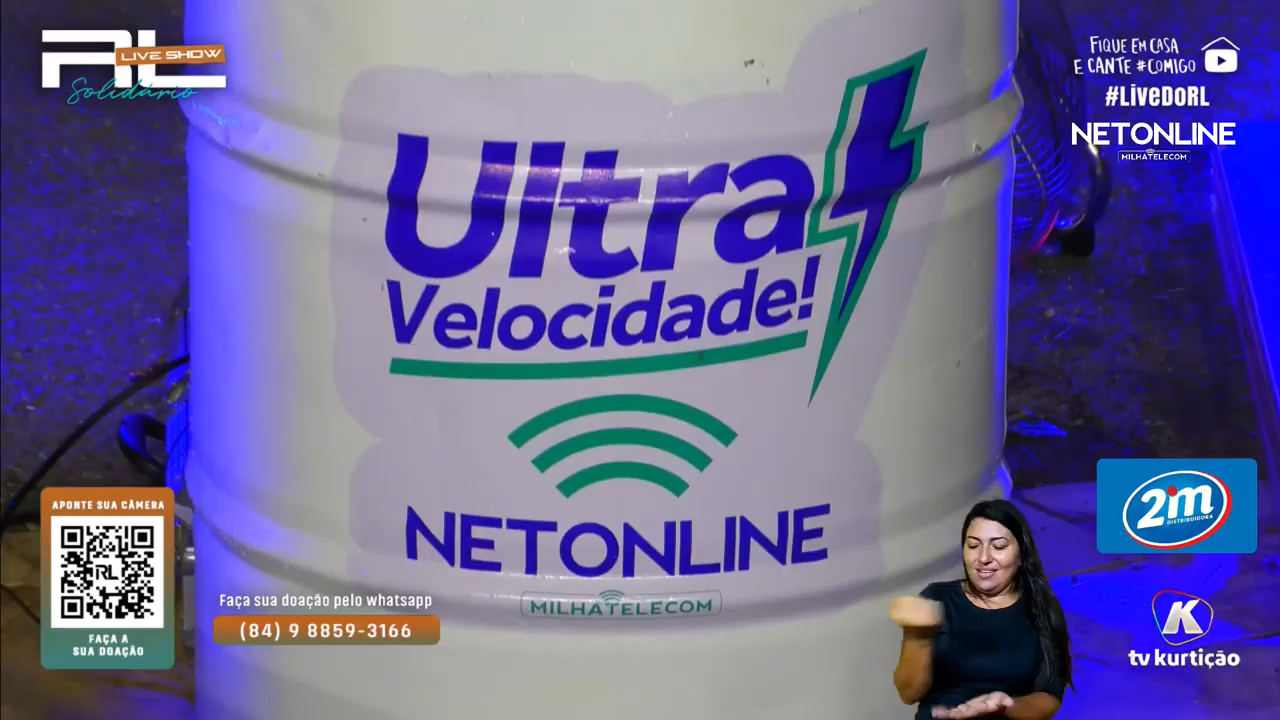 RL
LIVE SHOW
Solidário
FIQUE EM CASA
E CANTE #COMIGO
#LiveDoRL
NETONLINE
MILHATELECOM
Ultra
Velocidade!
NETONLINE
MILHATELECOM
APONTE SUA CÂMERA
RL
FAÇA A
SUA DOAÇÃO
Faça sua doação pelo whatsapp
(84) 9 8859-3166
2m
DISTRIBUIDORA
K
tv kurtição